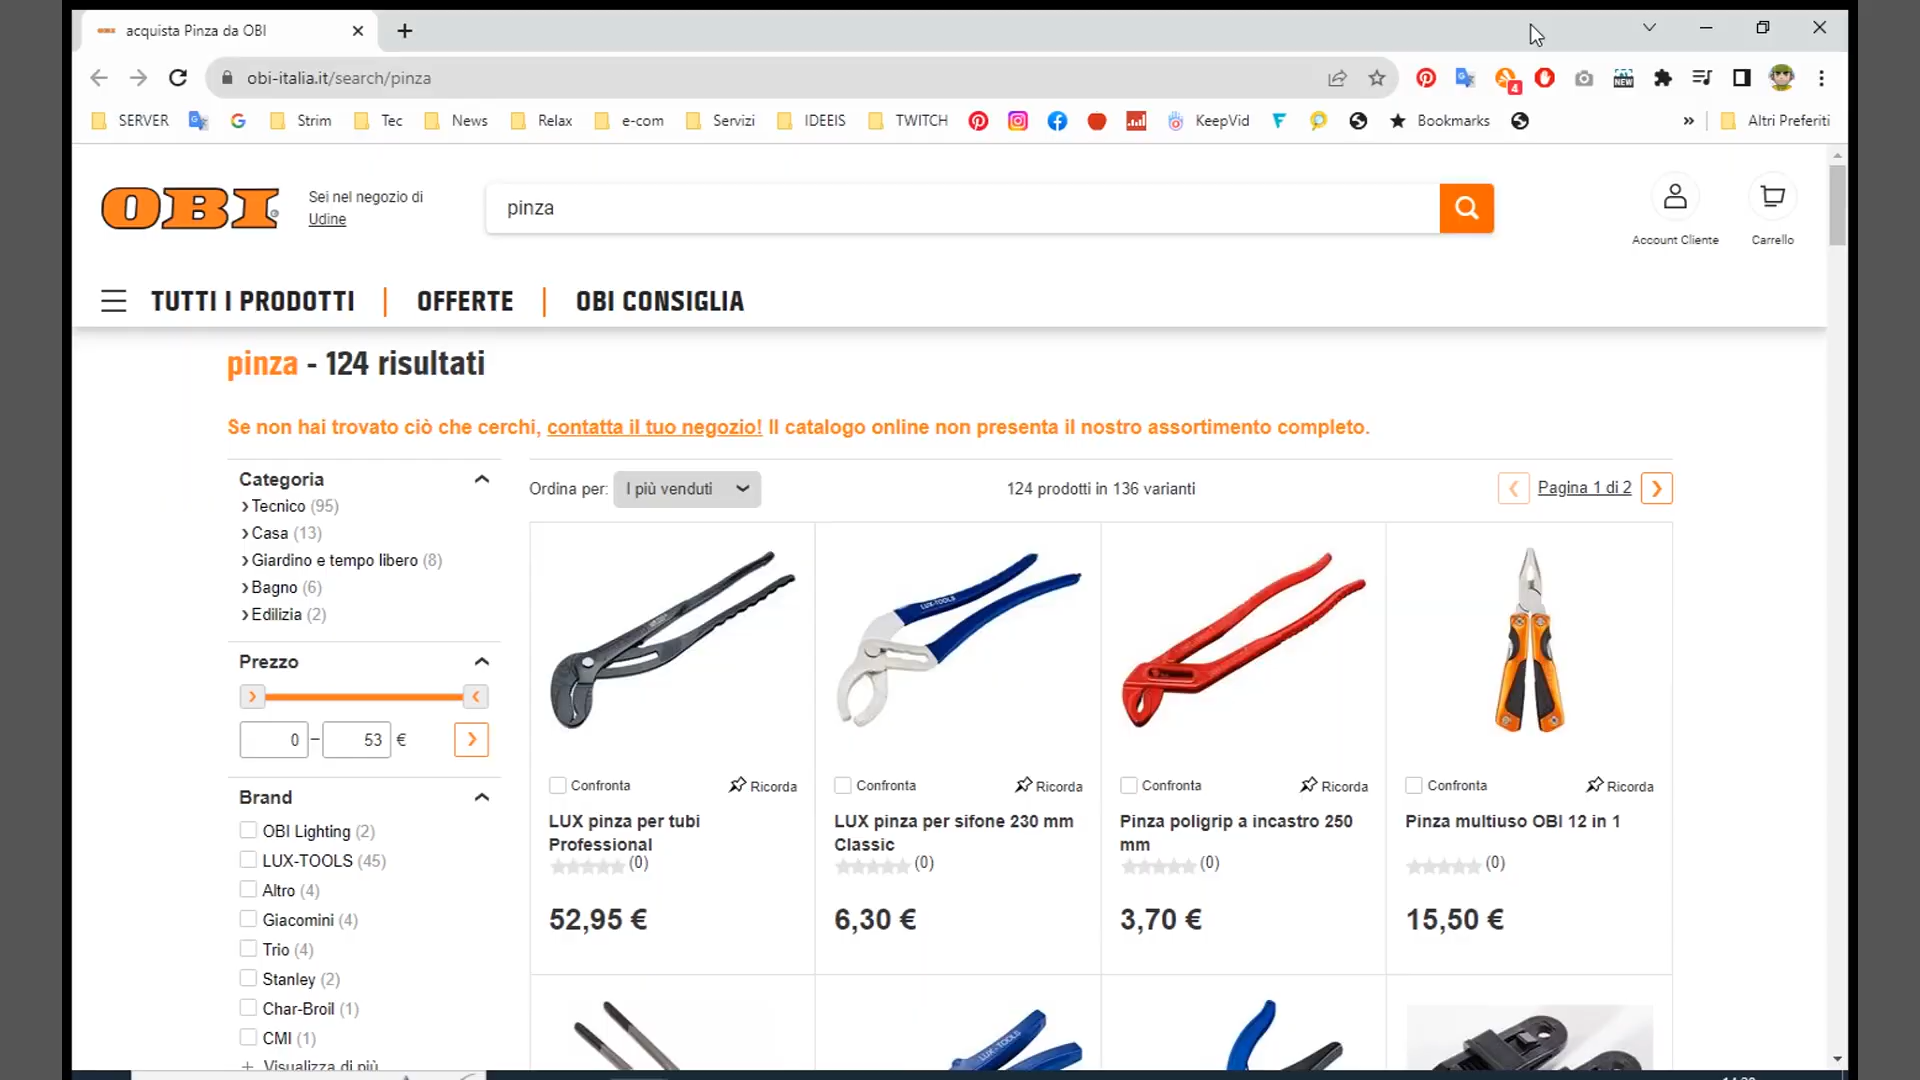 acquista Pinza da OBI
obi-italia.it/search/pinza
4
NEW
SERVER
Strim
Tec
News
Relax
e-com
Servizi
IDEEIS
TWITCH
KeepVid
Bookmarks
»
Altri Preferiti
OBI
Sei nel negozio di
Udine
pinza
Account Cliente
Carrello
TUTTI I PRODOTTI | OFFERTE | OBI CONSIGLIA
pinza - 124 risultati
Se non hai trovato ciò che cerchi, contatta il tuo negozio! Il catalogo online non presenta il nostro assortimento completo.
Categoria
Tecnico (95)
Casa (13)
Giardino e tempo libero (8)
Bagno (6)
Edilizia (2)
Prezzo
0 – 53 €
Brand
OBI Lighting (2)
LUX-TOOLS (45)
Altro (4)
Giacomini (4)
Trio (4)
Stanley (2)
Char-Broil (1)
CMI (1)
+ Visualizza di più
Ordina per: I più venduti
124 prodotti in 136 varianti
Pagina 1 di 2
LUX-TOOLS
Confronta Ricorda
LUX pinza per tubi
Professional
(0)
52,95 €
Confronta Ricorda
LUX pinza per sifone 230 mm
Classic
(0)
6,30 €
Confronta Ricorda
Pinza poligrip a incastro 250
mm
(0)
3,70 €
Confronta Ricorda
Pinza multiuso OBI 12 in 1
(0)
15,50 €
LUX-TOOLS